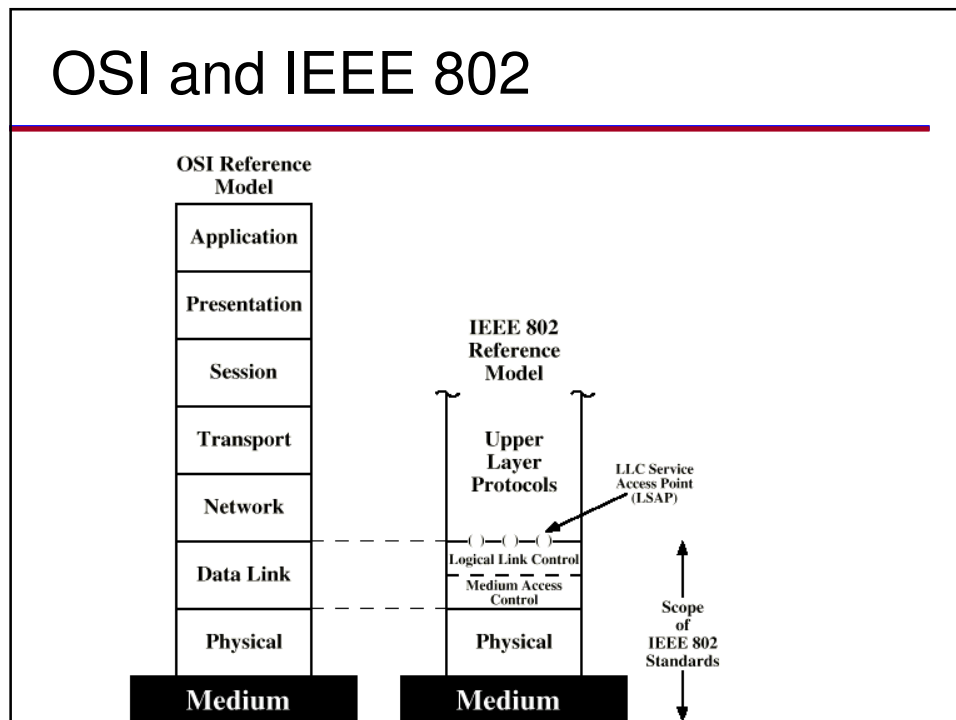 OSI and IEEE 802
OSI Reference
Model
Application
Presentation
Session
Transport
Network
Data Link
Physical
Medium
IEEE 802
Reference
Model
Upper
Layer
Protocols
LLC Service
Access Point
(LSAP)
Logical Link Control
Medium Access
Control
Physical
Medium
Scope
of
IEEE 802
Standards